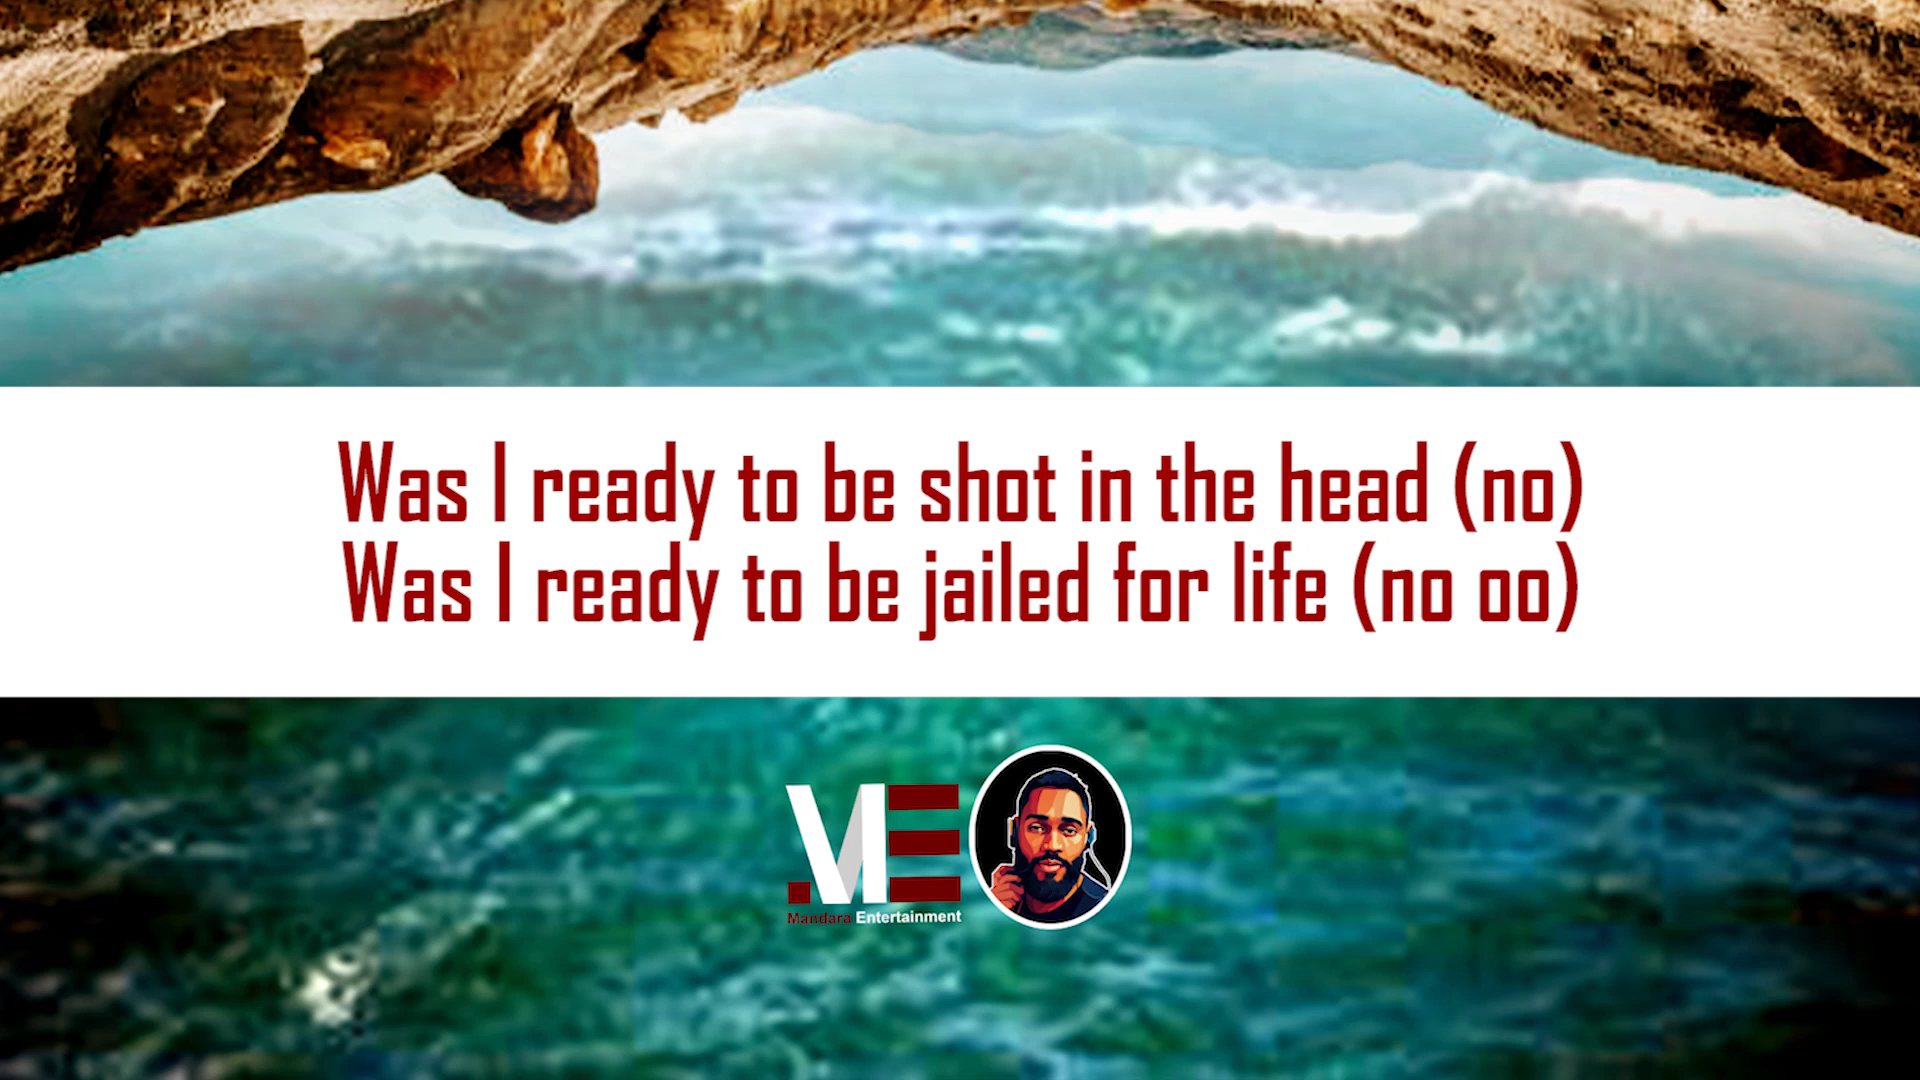 Was I ready to be shot in the head (no)
Was I ready to be jailed for life (no oo)
ME
Mandara Entertainment